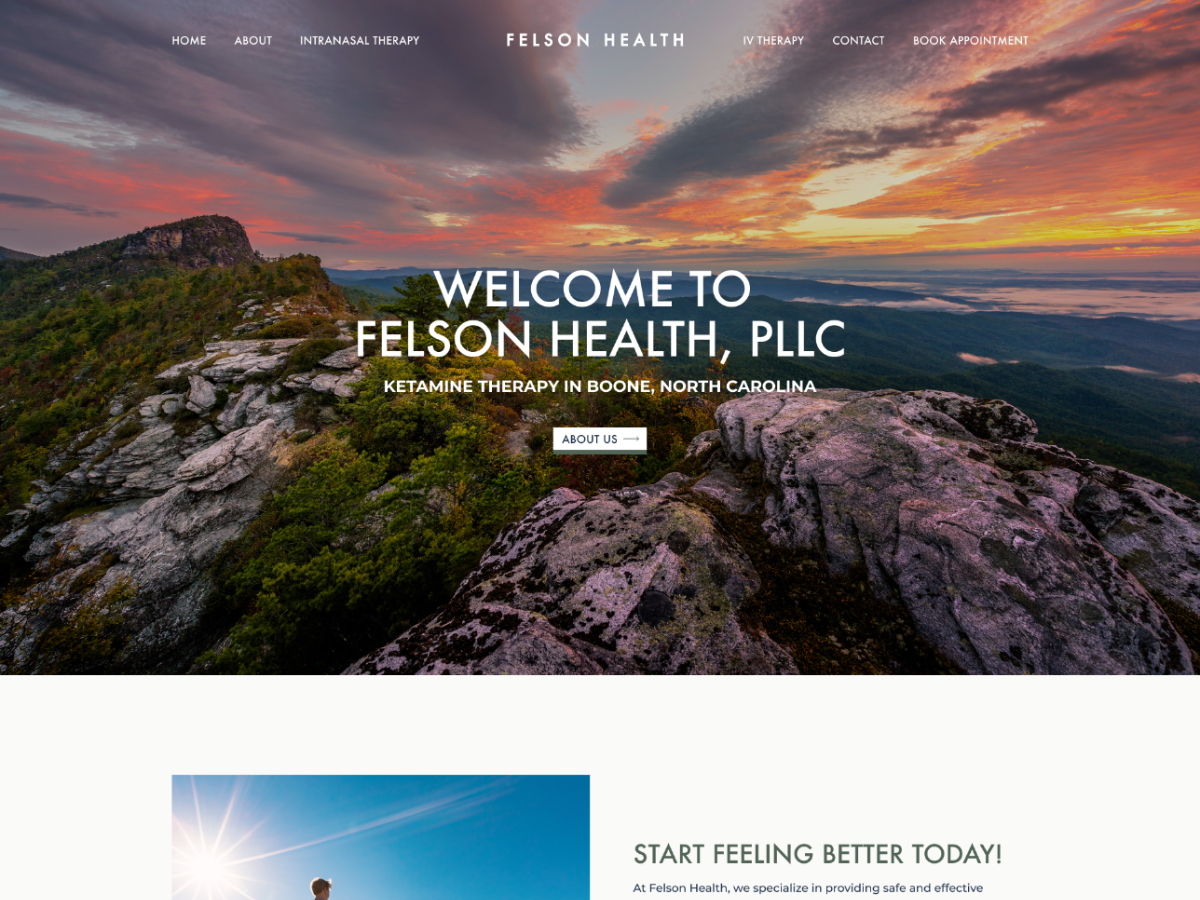 HOME ABOUT INTRANASAL THERAPY FELSON HEALTH IV THERAPY CONTACT BOOK APPOINTMENT
WELCOME TO
FELSON HEALTH, PLLC
KETAMINE THERAPY IN BOONE, NORTH CAROLINA
ABOUT US
START FEELING BETTER TODAY!
At Felson Health, we specialize in providing safe and effective